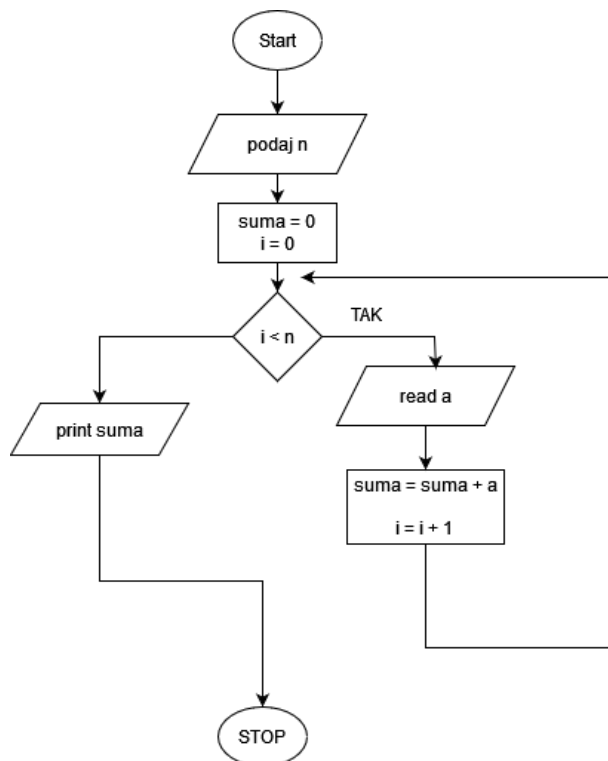 Start
podaj n
suma = 0
i = 0
i < n
TAK
read a
suma = suma + a
i = i + 1
print suma
STOP